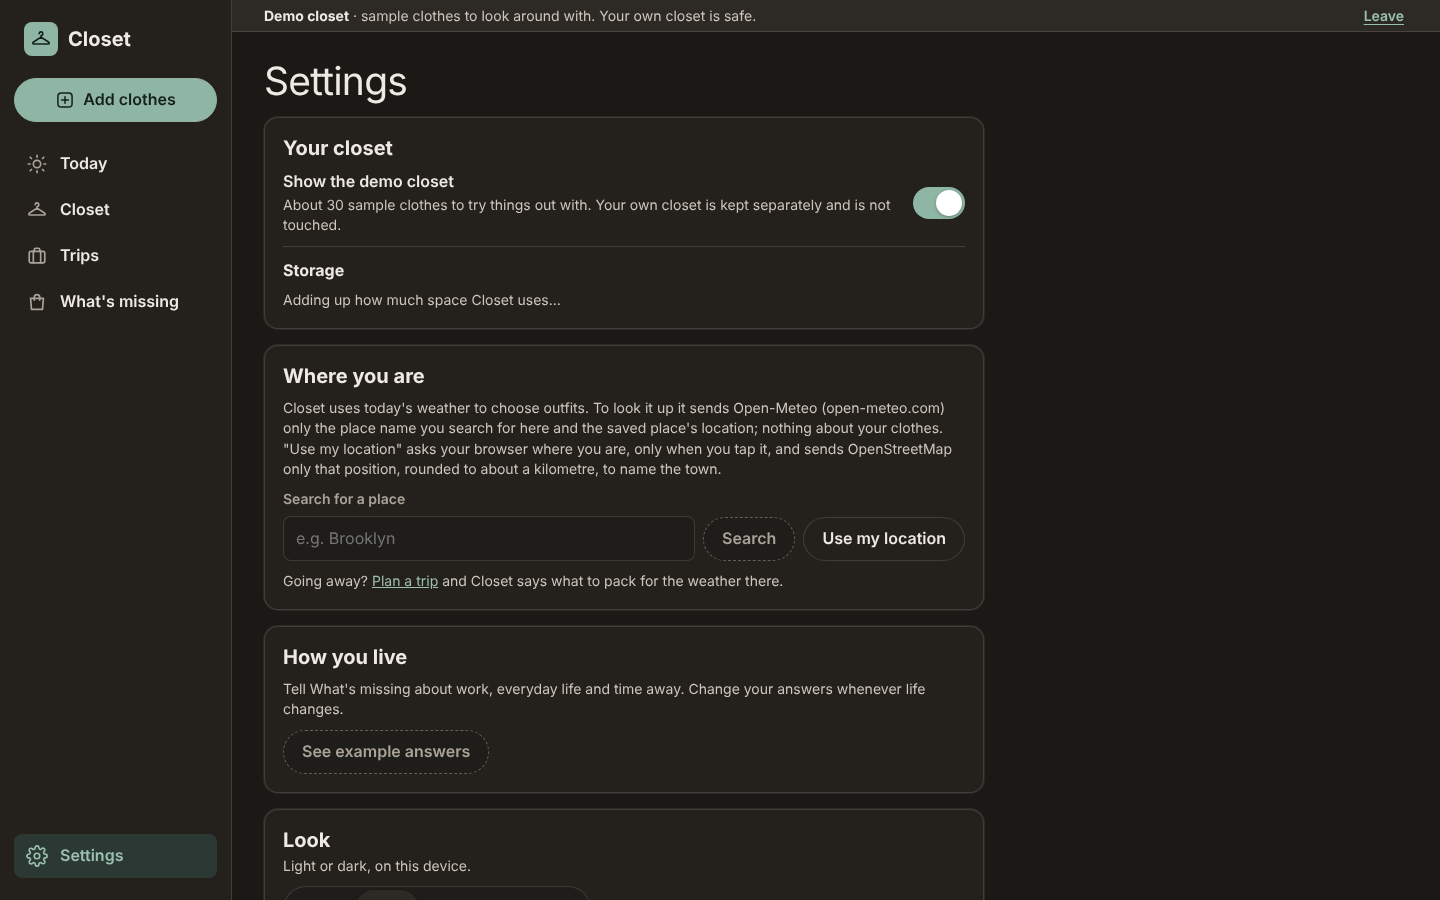 Demo closet · sample clothes to look around with. Your own closet is safe.
Leave
Closet
Add clothes
Today
Closet
Trips
What's missing
Settings
Settings
Your closet
Show the demo closet
About 30 sample clothes to try things out with. Your own closet is kept separately and is not
touched.
Storage
Adding up how much space Closet uses...
Where you are
Closet uses today's weather to choose outfits. To look it up it sends Open-Meteo (open-meteo.com)
only the place name you search for here and the saved place's location; nothing about your clothes.
"Use my location" asks your browser where you are, only when you tap it, and sends OpenStreetMap
only that position, rounded to about a kilometre, to name the town.
Search for a place
e.g. Brooklyn
Search
Use my location
Going away? Plan a trip and Closet says what to pack for the weather there.
How you live
Tell What's missing about work, everyday life and time away. Change your answers whenever life
changes.
See example answers
Look
Light or dark, on this device.